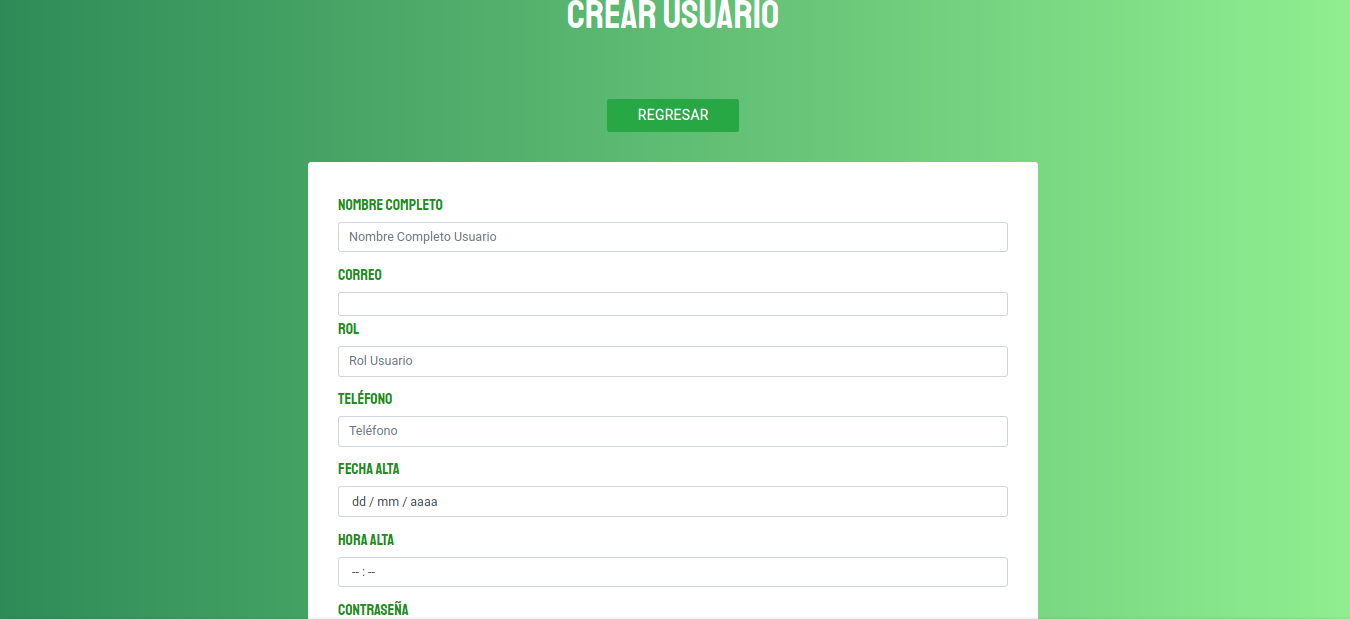 CREAR USUARIO
REGRESAR
NOMBRE COMPLETO
Nombre Completo Usuario
CORREO
ROL
Rol Usuario
TELÉFONO
Teléfono
FECHA ALTA
dd / mm / aaaa
HORA ALTA
-- : --
CONTRASEÑA